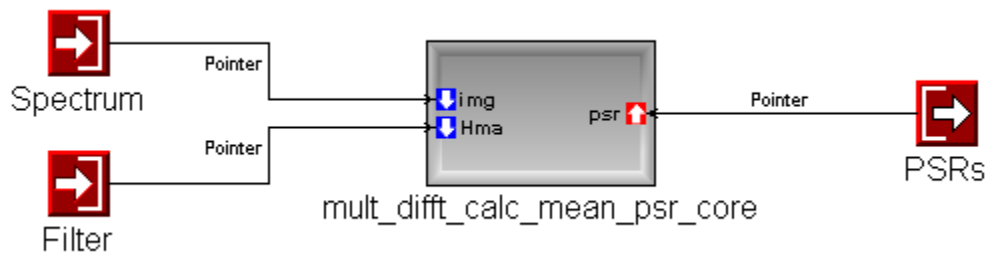 Spectrum
Pointer
Filter
Pointer
img
Hma
psr
mult_difft_calc_mean_psr_core
Pointer
PSRs